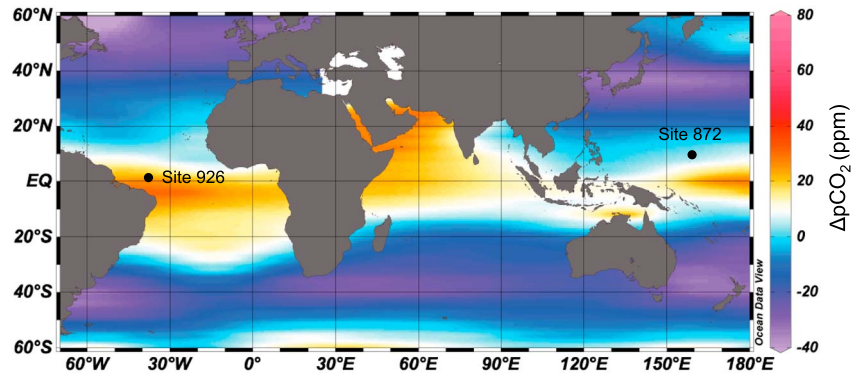 60°N
40°N
20°N
EQ
20°S
40°S
60°S
60°W 30°W 0° 30°E 60°E 90°E 120°E 150°E 180°E
Site 926
Site 872
Ocean Data View
80
60
40
20
0
-20
-40
ΔpCO₂ (ppm)